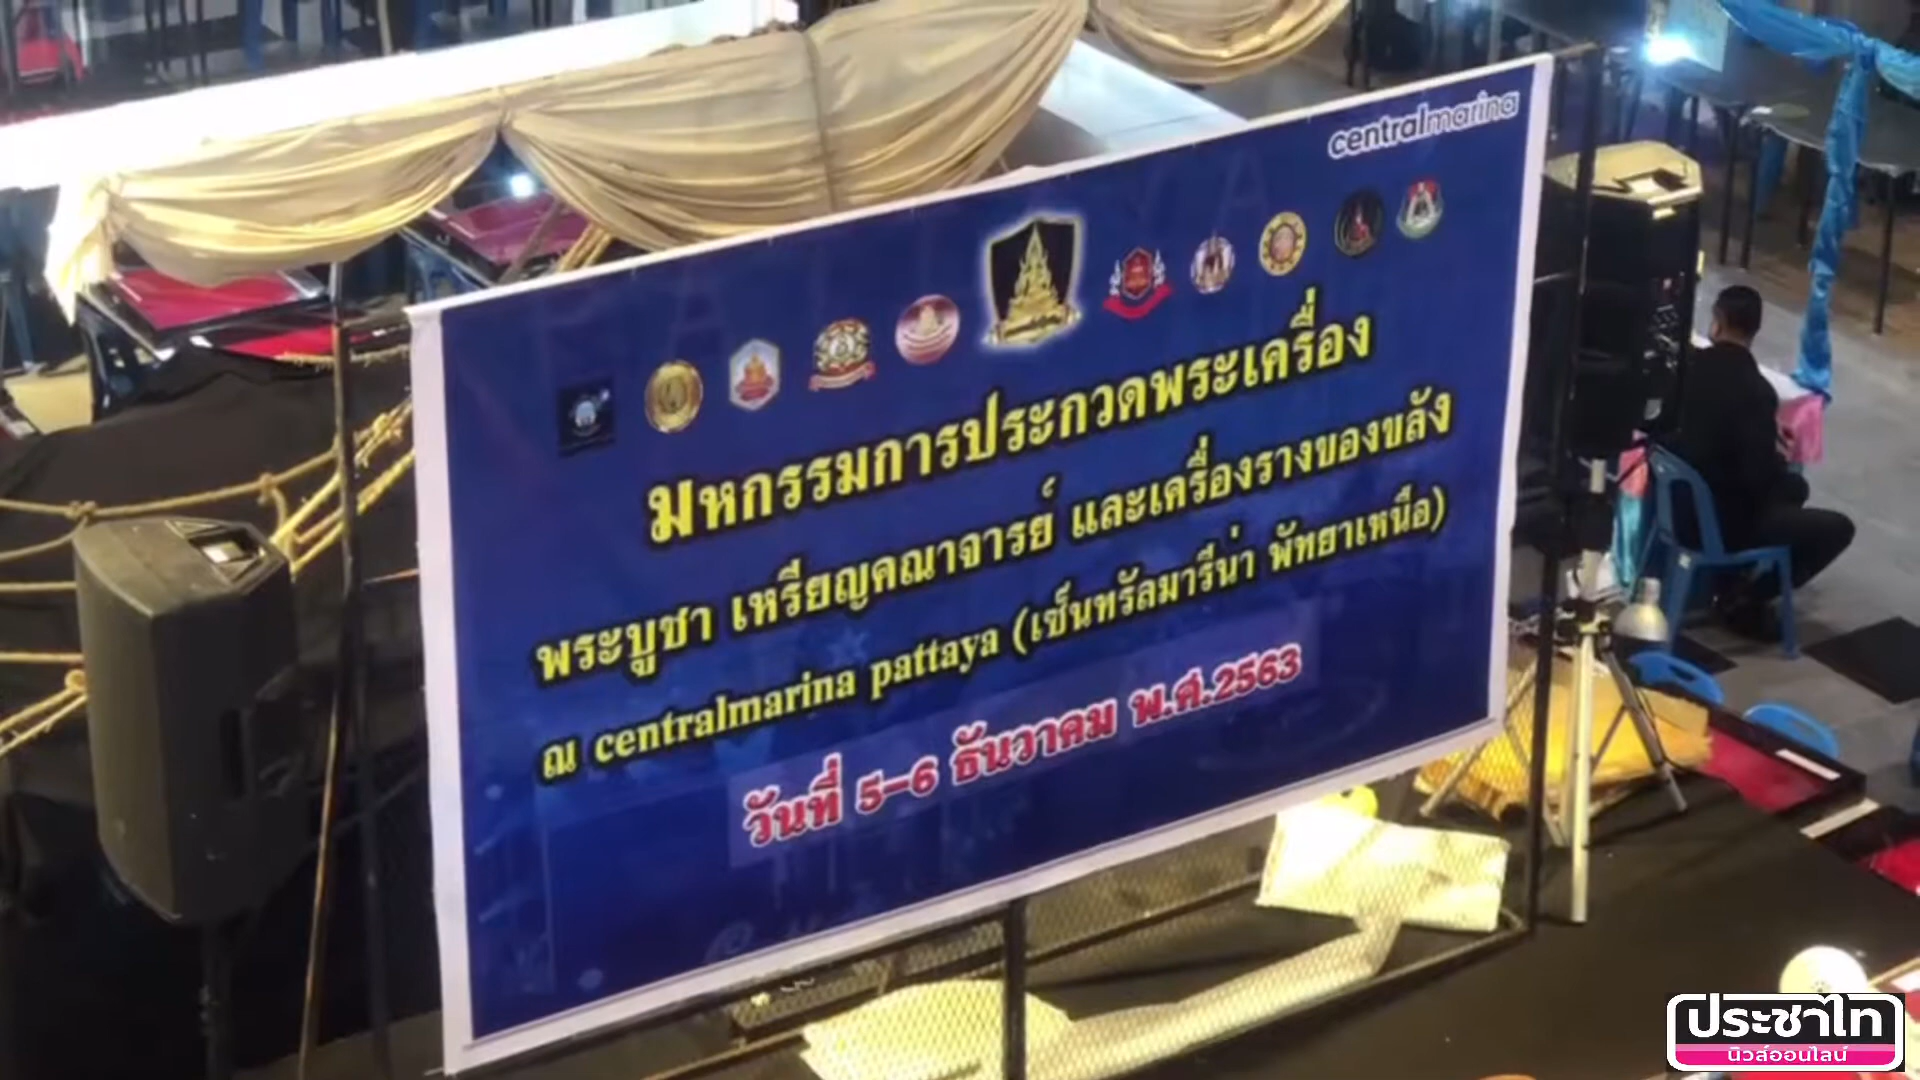 centralmarina
มหกรรมการประกวดพระเครื่อง
พระบูชา เหรียญคณาจารย์ และเครื่องรางของขลัง
ณ centralmarina pattaya (เซ็นทรัลมารีน่า พัทยาเหนือ)
วันที่ 5-6 ธันวาคม พ.ศ.2563
ประชาไท
นิวส์ออนไลน์